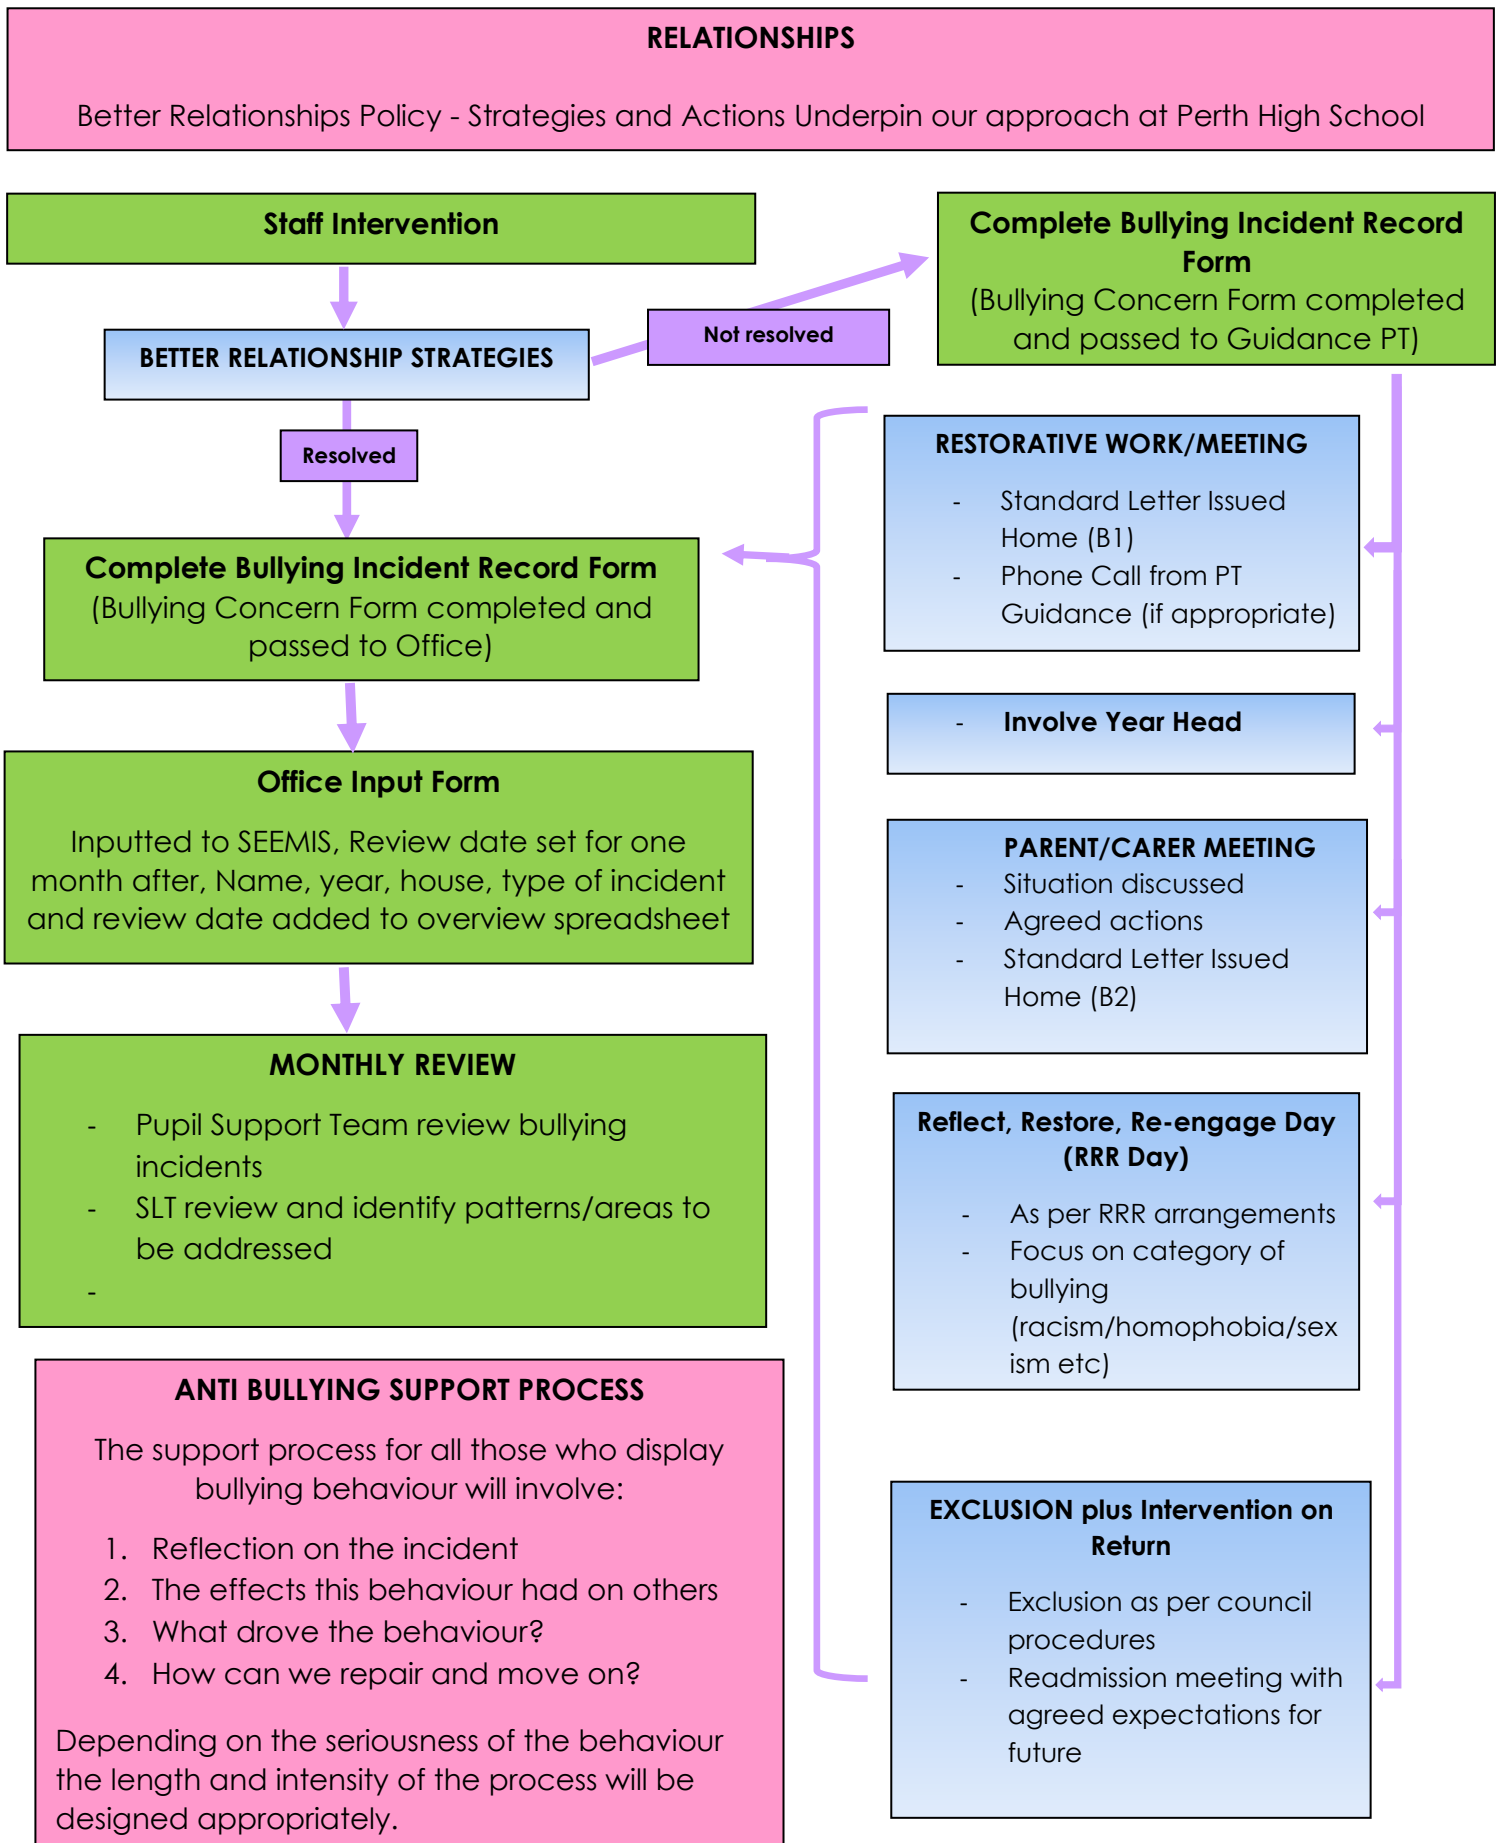 RELATIONSHIPS
Better Relationships Policy - Strategies and Actions Underpin our approach at Perth High School
Staff Intervention
BETTER RELATIONSHIP STRATEGIES
Not resolved
Complete Bullying Incident Record
Form
(Bullying Concern Form completed
and passed to Guidance PT)
Resolved
Complete Bullying Incident Record Form
(Bullying Concern Form completed and
passed to Office)
Office Input Form
Inputted to SEEMIS, Review date set for one
month after, Name, year, house, type of incident
and review date added to overview spreadsheet
MONTHLY REVIEW
- Pupil Support Team review bullying
incidents
- SLT review and identify patterns/areas to
be addressed
-
RESTORATIVE WORK/MEETING
- Standard Letter Issued
Home (B1)
- Phone Call from PT
Guidance (if appropriate)
- Involve Year Head
PARENT/CARER MEETING
- Situation discussed
- Agreed actions
- Standard Letter Issued
Home (B2)
Reflect, Restore, Re-engage Day
(RRR Day)
- As per RRR arrangements
- Focus on category of
bullying
(racism/homophobia/sex
ism etc)
EXCLUSION plus Intervention on
Return
- Exclusion as per council
procedures
- Readmission meeting with
agreed expectations for
future
ANTI BULLYING SUPPORT PROCESS
The support process for all those who display
bullying behaviour will involve:
1. Reflection on the incident
2. The effects this behaviour had on others
3. What drove the behaviour?
4. How can we repair and move on?
Depending on the seriousness of the behaviour
the length and intensity of the process will be
designed appropriately.